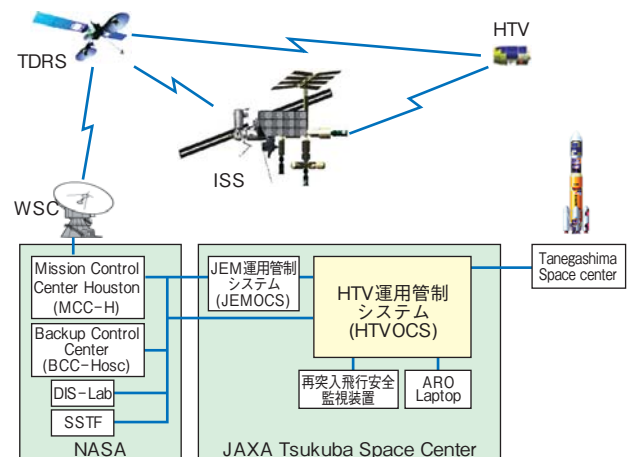 HTV
TDRS
ISS
WSC
Mission Control
Center Houston
(MCC-H)
Backup Control
Center
(BCC-Hosc)
DIS-Lab
SSTF
NASA
JEM運用管制
システム
(JEMOCS)
HTV運用管制
システム
(HTVOCS)
再突入飛行安全
監視装置
ARO
Laptop
JAXA Tsukuba Space Center
Tanegashima
Space center